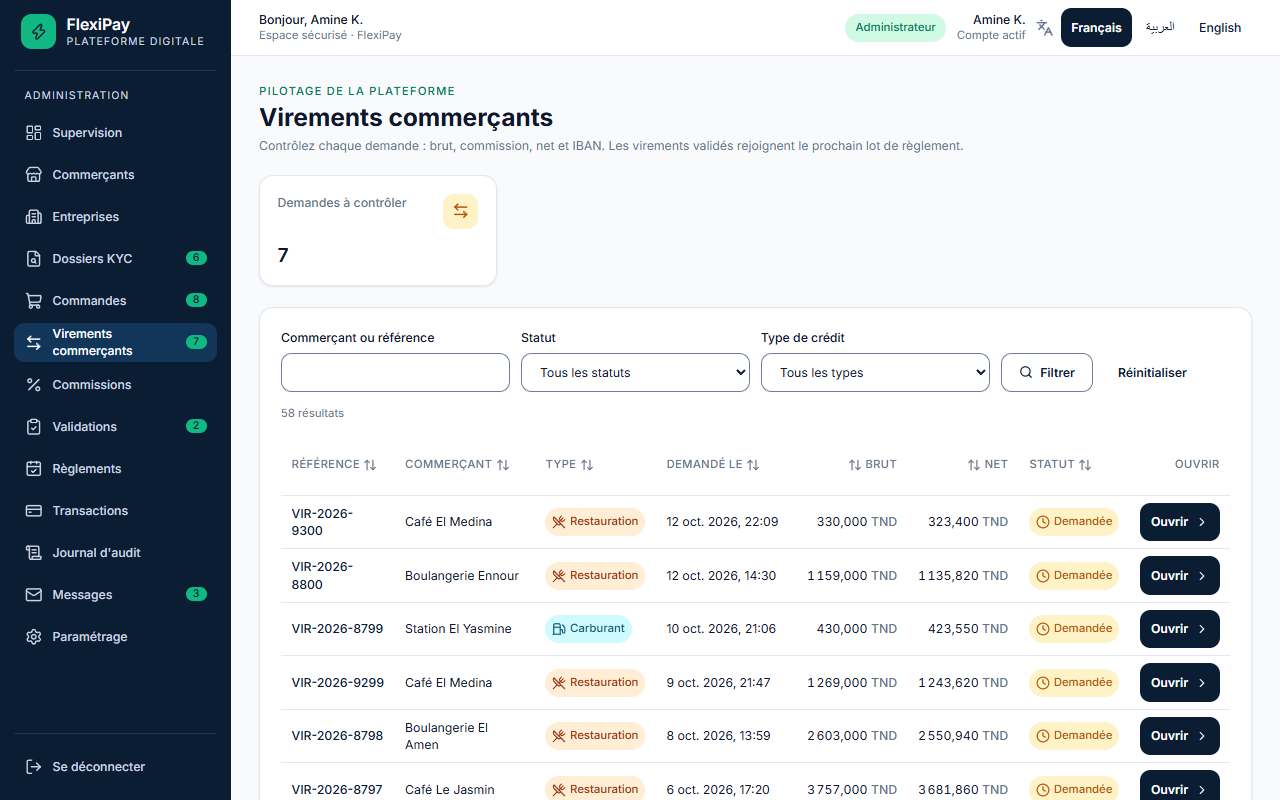 FlexiPay
PLATEFORME DIGITALE
ADMINISTRATION
Supervision
Commerçants
Entreprises
Dossiers KYC 6
Commandes 8
Virements
commerçants 7
Commissions
Validations 2
Règlements
Transactions
Journal d'audit
Messages 3
Paramétrage
Se déconnecter
Bonjour, Amine K.
Espace sécurisé · FlexiPay
Administrateur
Amine K.
Compte actif
Français
العربية
English
PILOTAGE DE LA PLATEFORME
Virements commerçants
Contrôlez chaque demande : brut, commission, net et IBAN. Les virements validés rejoignent le prochain lot de règlement.
Demandes à contrôler
7
Commerçant ou référence
Statut
Type de crédit
Tous les statuts
Tous les types
Filtrer
Réinitialiser
58 résultats
RÉFÉRENCE COMMERÇANT TYPE DEMANDÉ LE BRUT NET STATUT OUVRIR
VIR-2026-
9300 Café El Medina Restauration 12 oct. 2026, 22:09 330,000 TND 323,400 TND Demandée Ouvrir
VIR-2026-
8800 Boulangerie Ennour Restauration 12 oct. 2026, 14:30 1 159,000 TND 1 135,820 TND Demandée Ouvrir
VIR-2026-8799 Station El Yasmine Carburant 10 oct. 2026, 21:06 430,000 TND 423,550 TND Demandée Ouvrir
VIR-2026-9299 Café El Medina Restauration 9 oct. 2026, 21:47 1 269,000 TND 1 243,620 TND Demandée Ouvrir
VIR-2026-8798 Boulangerie El
Amen Restauration 8 oct. 2026, 13:59 2 603,000 TND 2 550,940 TND Demandée Ouvrir
VIR-2026-8797 Café Le Jasmin Restauration 6 oct. 2026, 17:20 3 757,000 TND 3 681,860 TND Demandée Ouvrir